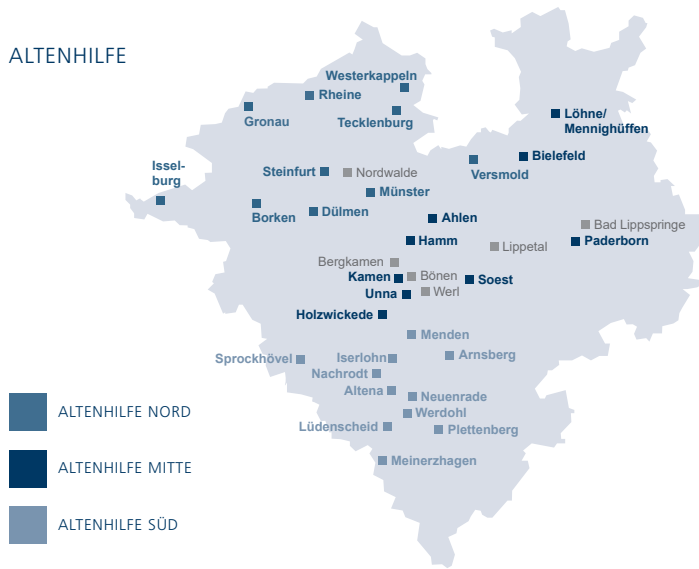 ALTENHILFE
Westerkappeln
Rheine
Gronau
Tecklenburg
Löhne/
Mennighüffen
Bielefeld
Issel-
burg
Steinfurt
Nordwalde
Versmold
Münster
Borken
Dülmen
Ahlen
Bad Lippspringe
Hamm
Lippetal
Paderborn
Bergkamen
Kamen
Bönen
Soest
Unna
Werl
Holzwickede
Menden
Sprockhövel
Iserlohn
Arnsberg
Nachrodt
Altena
Neuenrade
Werdohl
Lüdenscheid
Plettenberg
Meinerzhagen
ALTENHILFE NORD
ALTENHILFE MITTE
ALTENHILFE SÜD